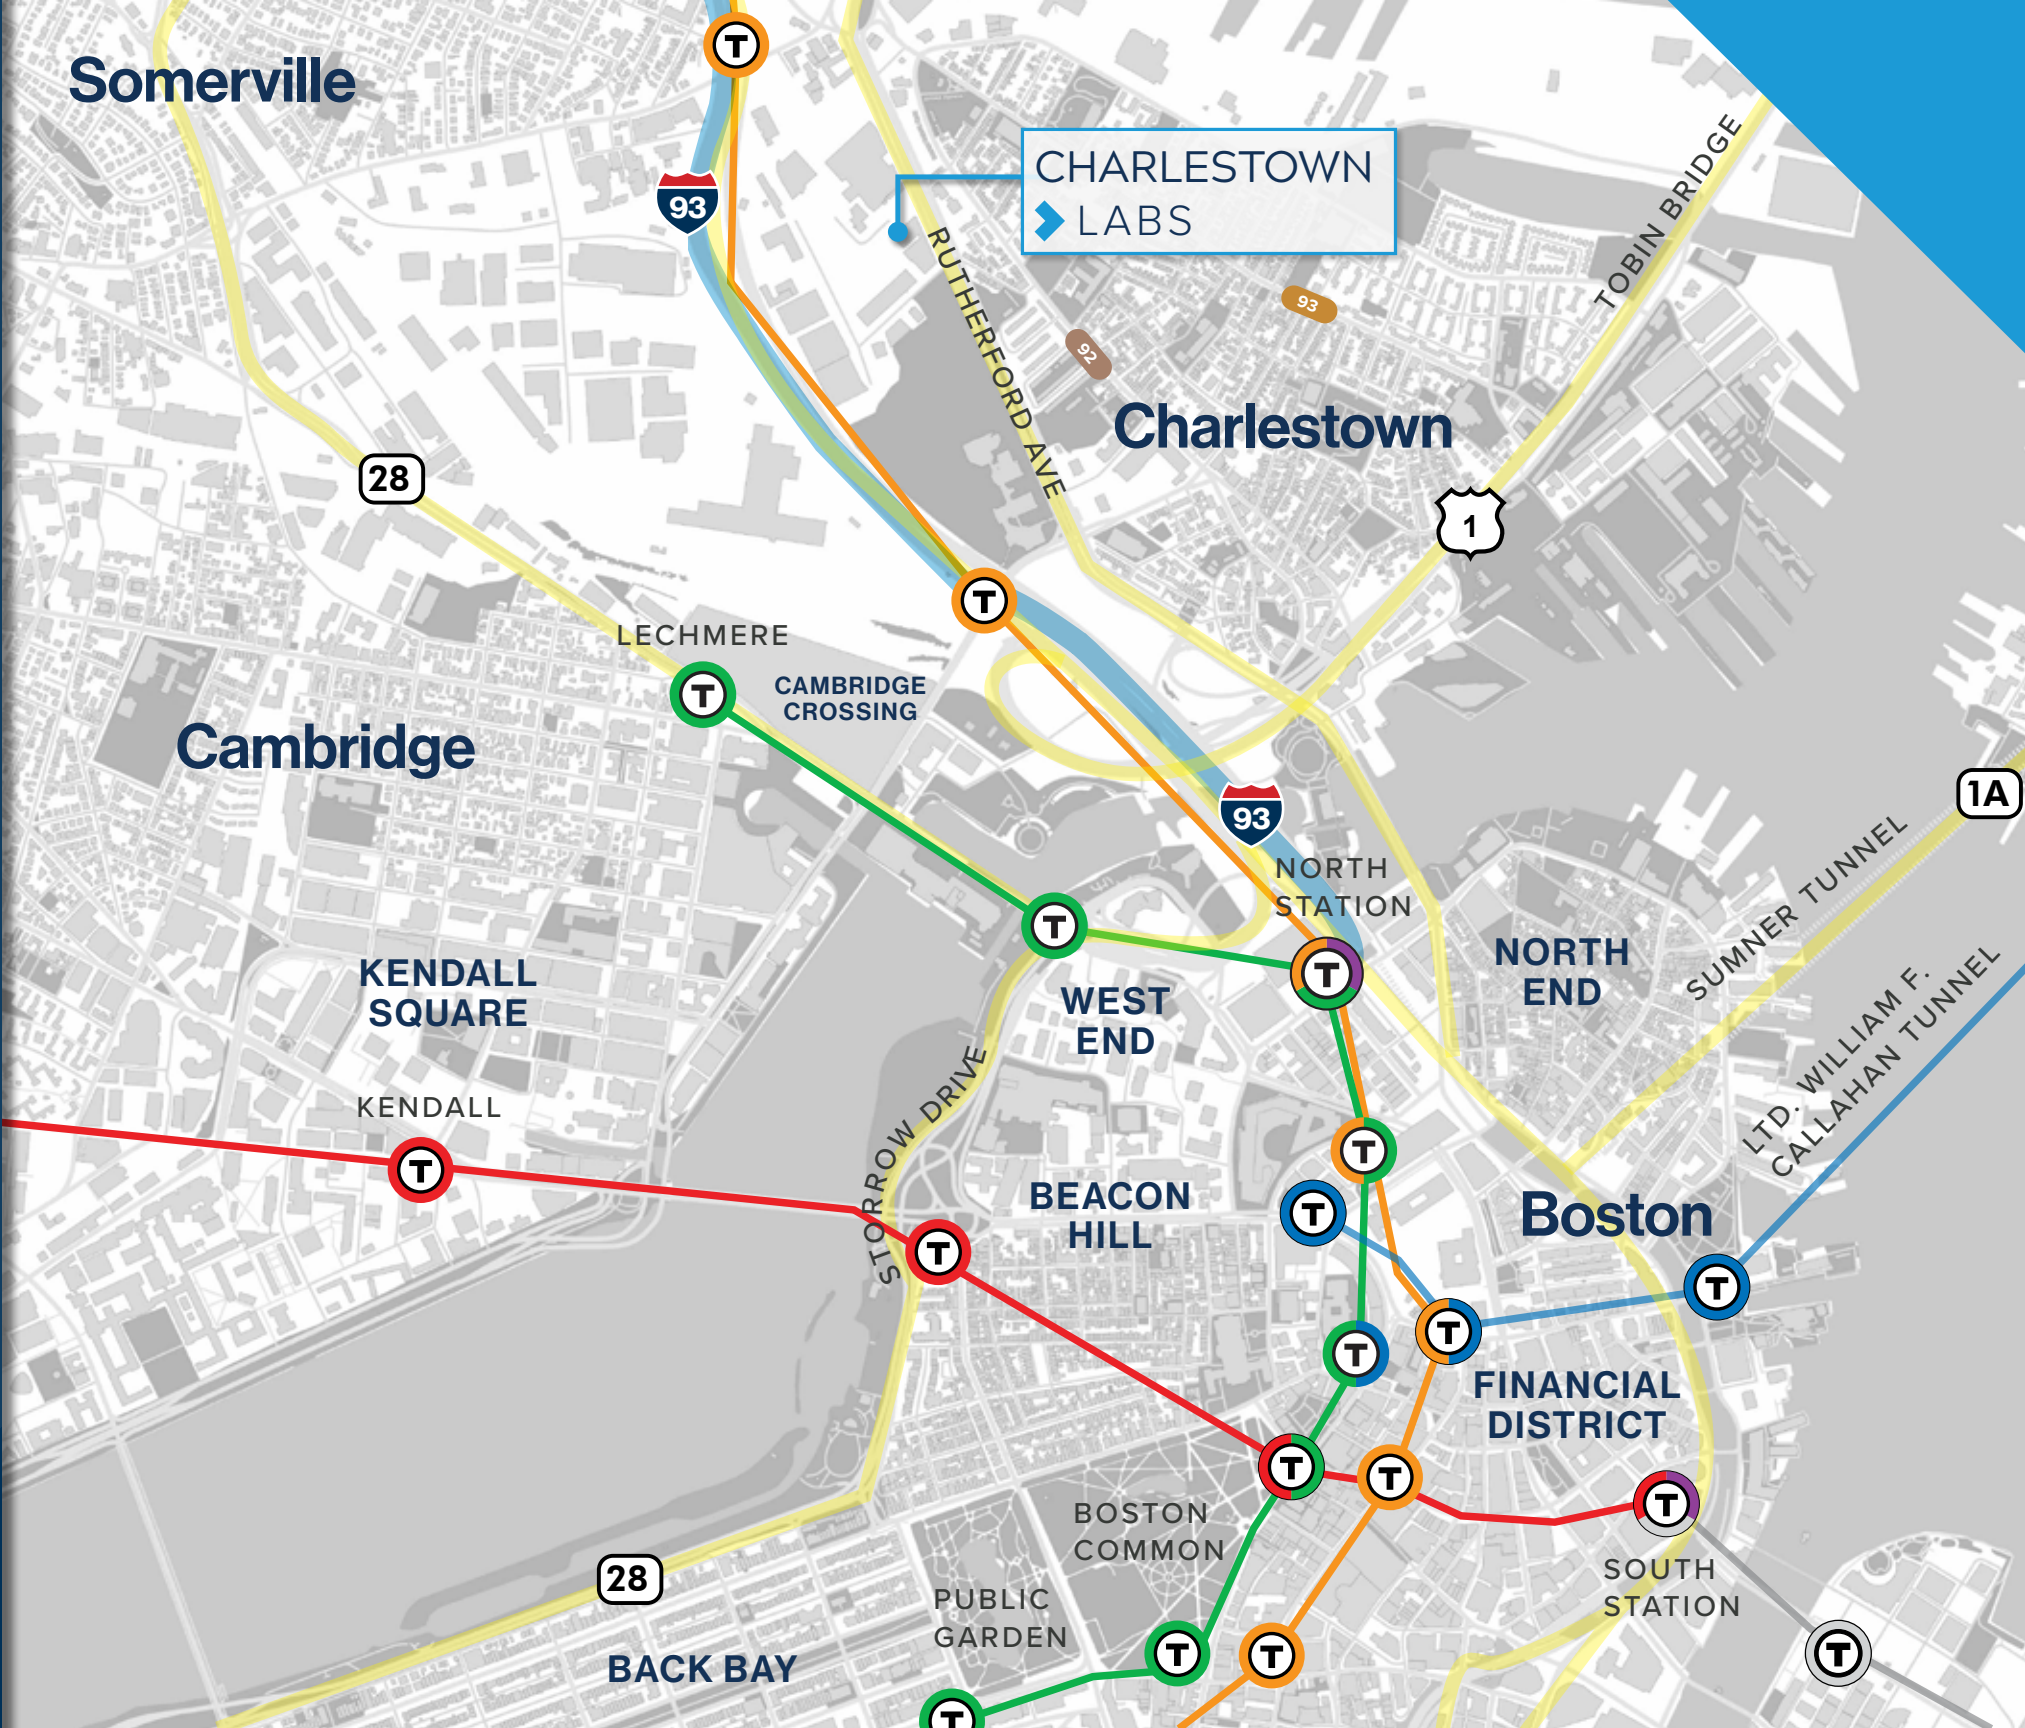 T
Somerville
CHARLESTOWN
LABS
TOBIN BRIDGE
93
RUTHERFORD AVE
93
92
Charlestown
28
1
T
LECHMERE
T
CAMBRIDGE
CROSSING
Cambridge
1A
93
NORTH
STATION
SUMNER TUNNEL
T
NORTH
END
KENDALL
SQUARE
T
WEST
END
LTD. WILLIAM F.
CALLAHAN TUNNEL
STORROW DRIVE
KENDALL
T
T
BEACON
HILL
T
Boston
T
T
T
T
FINANCIAL
DISTRICT
T
T
T
T
BOSTON
COMMON
28
SOUTH
STATION
PUBLIC
GARDEN
BACK BAY
T
T
T
T